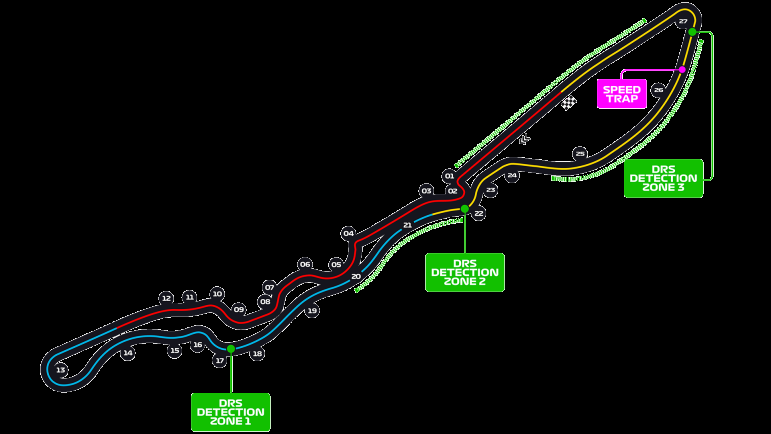 27
SPEED
TRAP
26
25
DRS
DETECTION
ZONE 3
24
01
02
03
23
22
21
04
DRS
DETECTION
ZONE 2
05
06
20
07
08
09
10
11
12
19
13
14
15
16
17
18
DRS
DETECTION
ZONE 1